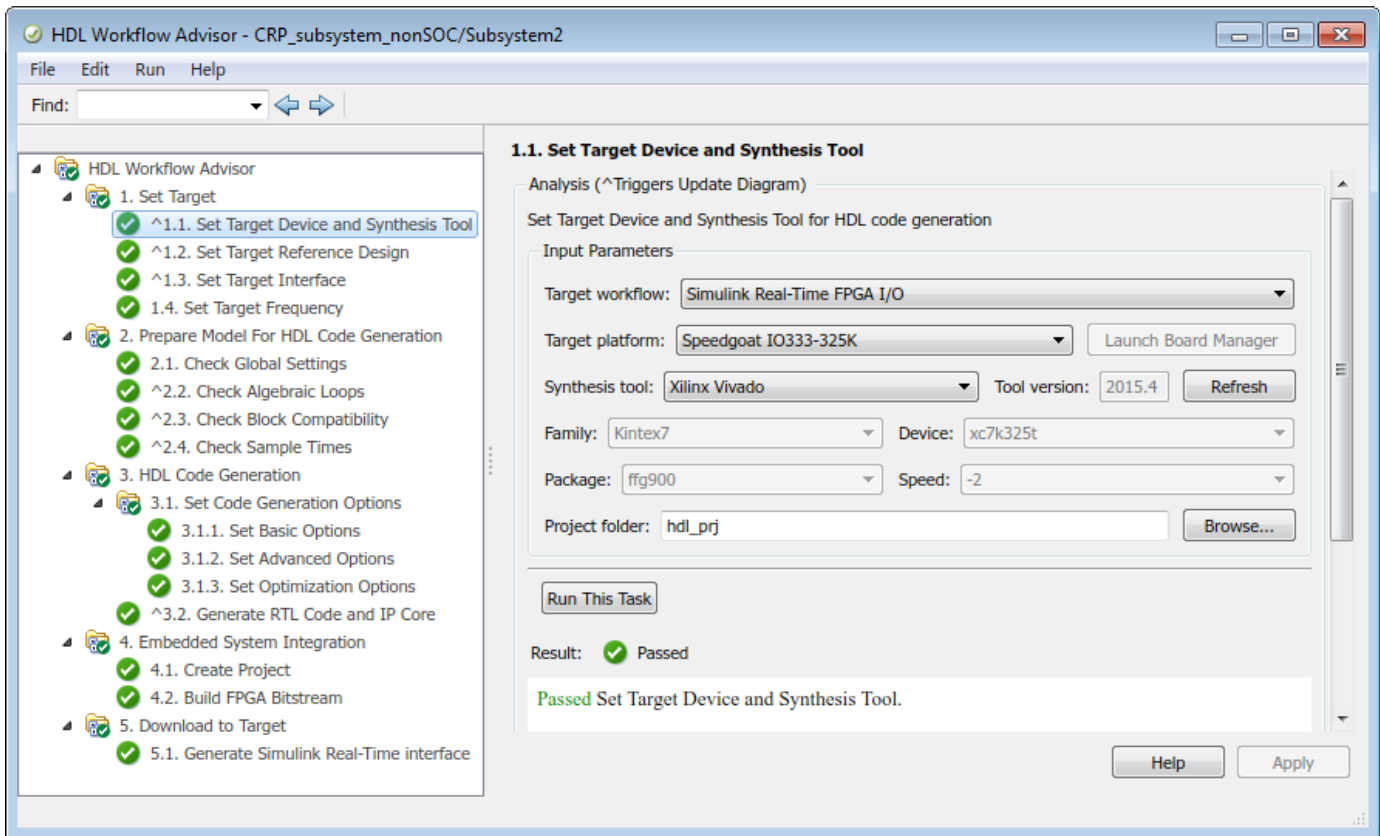 HDL Workflow Advisor - CRP_subsystem_nonSOC/Subsystem2
File Edit Run Help
Find:
HDL Workflow Advisor
1. Set Target
^1.1. Set Target Device and Synthesis Tool
^1.2. Set Target Reference Design
^1.3. Set Target Interface
1.4. Set Target Frequency
2. Prepare Model For HDL Code Generation
2.1. Check Global Settings
^2.2. Check Algebraic Loops
^2.3. Check Block Compatibility
^2.4. Check Sample Times
3. HDL Code Generation
3.1. Set Code Generation Options
3.1.1. Set Basic Options
3.1.2. Set Advanced Options
3.1.3. Set Optimization Options
^3.2. Generate RTL Code and IP Core
4. Embedded System Integration
4.1. Create Project
4.2. Build FPGA Bitstream
5. Download to Target
5.1. Generate Simulink Real-Time interface
1.1. Set Target Device and Synthesis Tool
Analysis (^Triggers Update Diagram)
Set Target Device and Synthesis Tool for HDL code generation
Input Parameters
Target workflow: Simulink Real-Time FPGA I/O
Target platform: Speedgoat IO333-325K Launch Board Manager
Synthesis tool: Xilinx Vivado Tool version: 2015.4 Refresh
Family: Kintex7 Device: xc7k325t
Package: ffg900 Speed: -2
Project folder: hdl_prj Browse...
Run This Task
Result: Passed
Passed Set Target Device and Synthesis Tool.
Help Apply